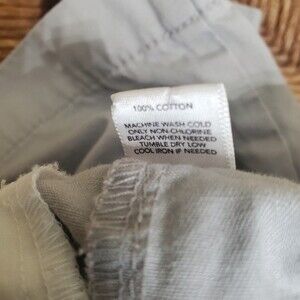 100% COTTON
MACHINE WASH COLD
ONLY NON-CHLORINE
BLEACH WHEN NEEDED
TUMBLE DRY LOW
COOL IRON IF NEEDED